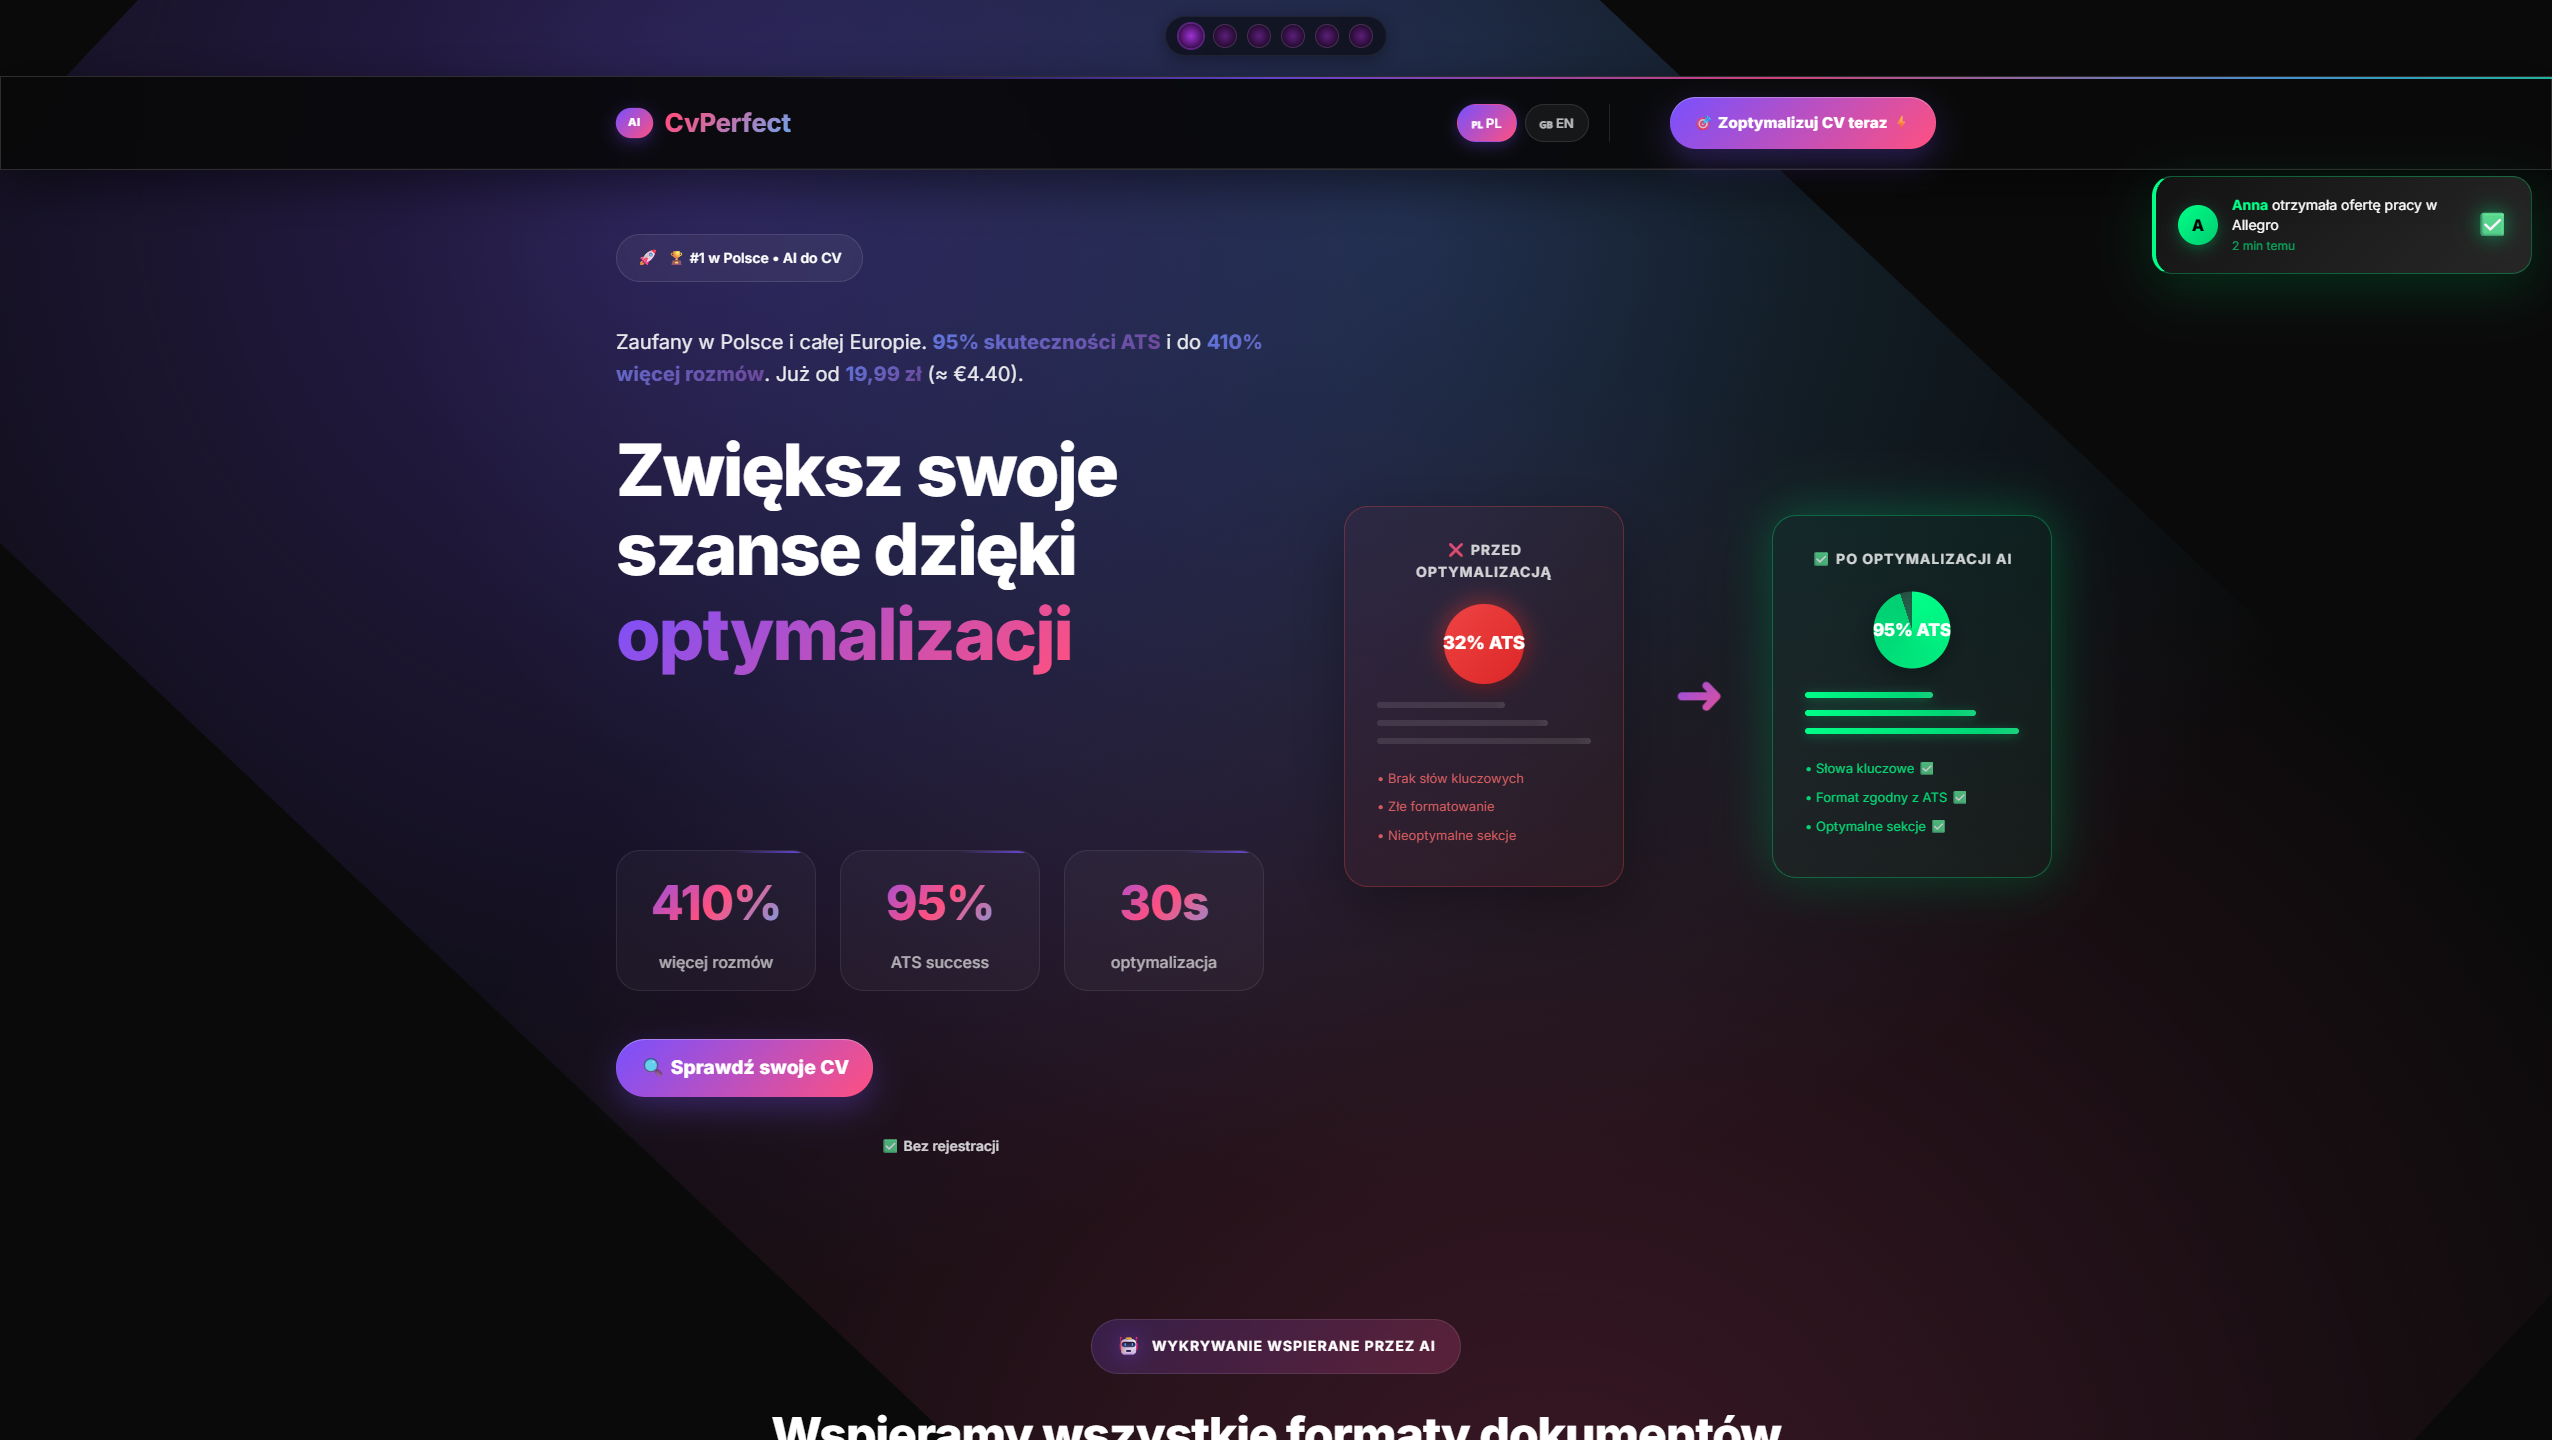 AI CvPerfect
PL PL
GB EN
Zoptymalizuj CV teraz
Anna otrzymała ofertę pracy w
Allegro
2 min temu
A
#1 w Polsce • AI do CV
Zaufany w Polsce i całej Europie. 95% skuteczności ATS i do 410%
więcej rozmów. Już od 19,99 zł (≈ €4.40).
Zwiększ swoje
szanse dzięki
optymalizacji
PRZED
OPTYMALIZACJĄ
32% ATS
• Brak słów kluczowych
• Złe formatowanie
• Nieoptymalne sekcje
PO OPTYMALIZACJI AI
95% ATS
• Słowa kluczowe
• Format zgodny z ATS
• Optymalne sekcje
410%
więcej rozmów
95%
ATS success
30s
optymalizacja
Sprawdź swoje CV
Bez rejestracji
WYKRYWANIE WSPIERANE PRZEZ AI
Wspieramy wszystkie formaty dokumentów